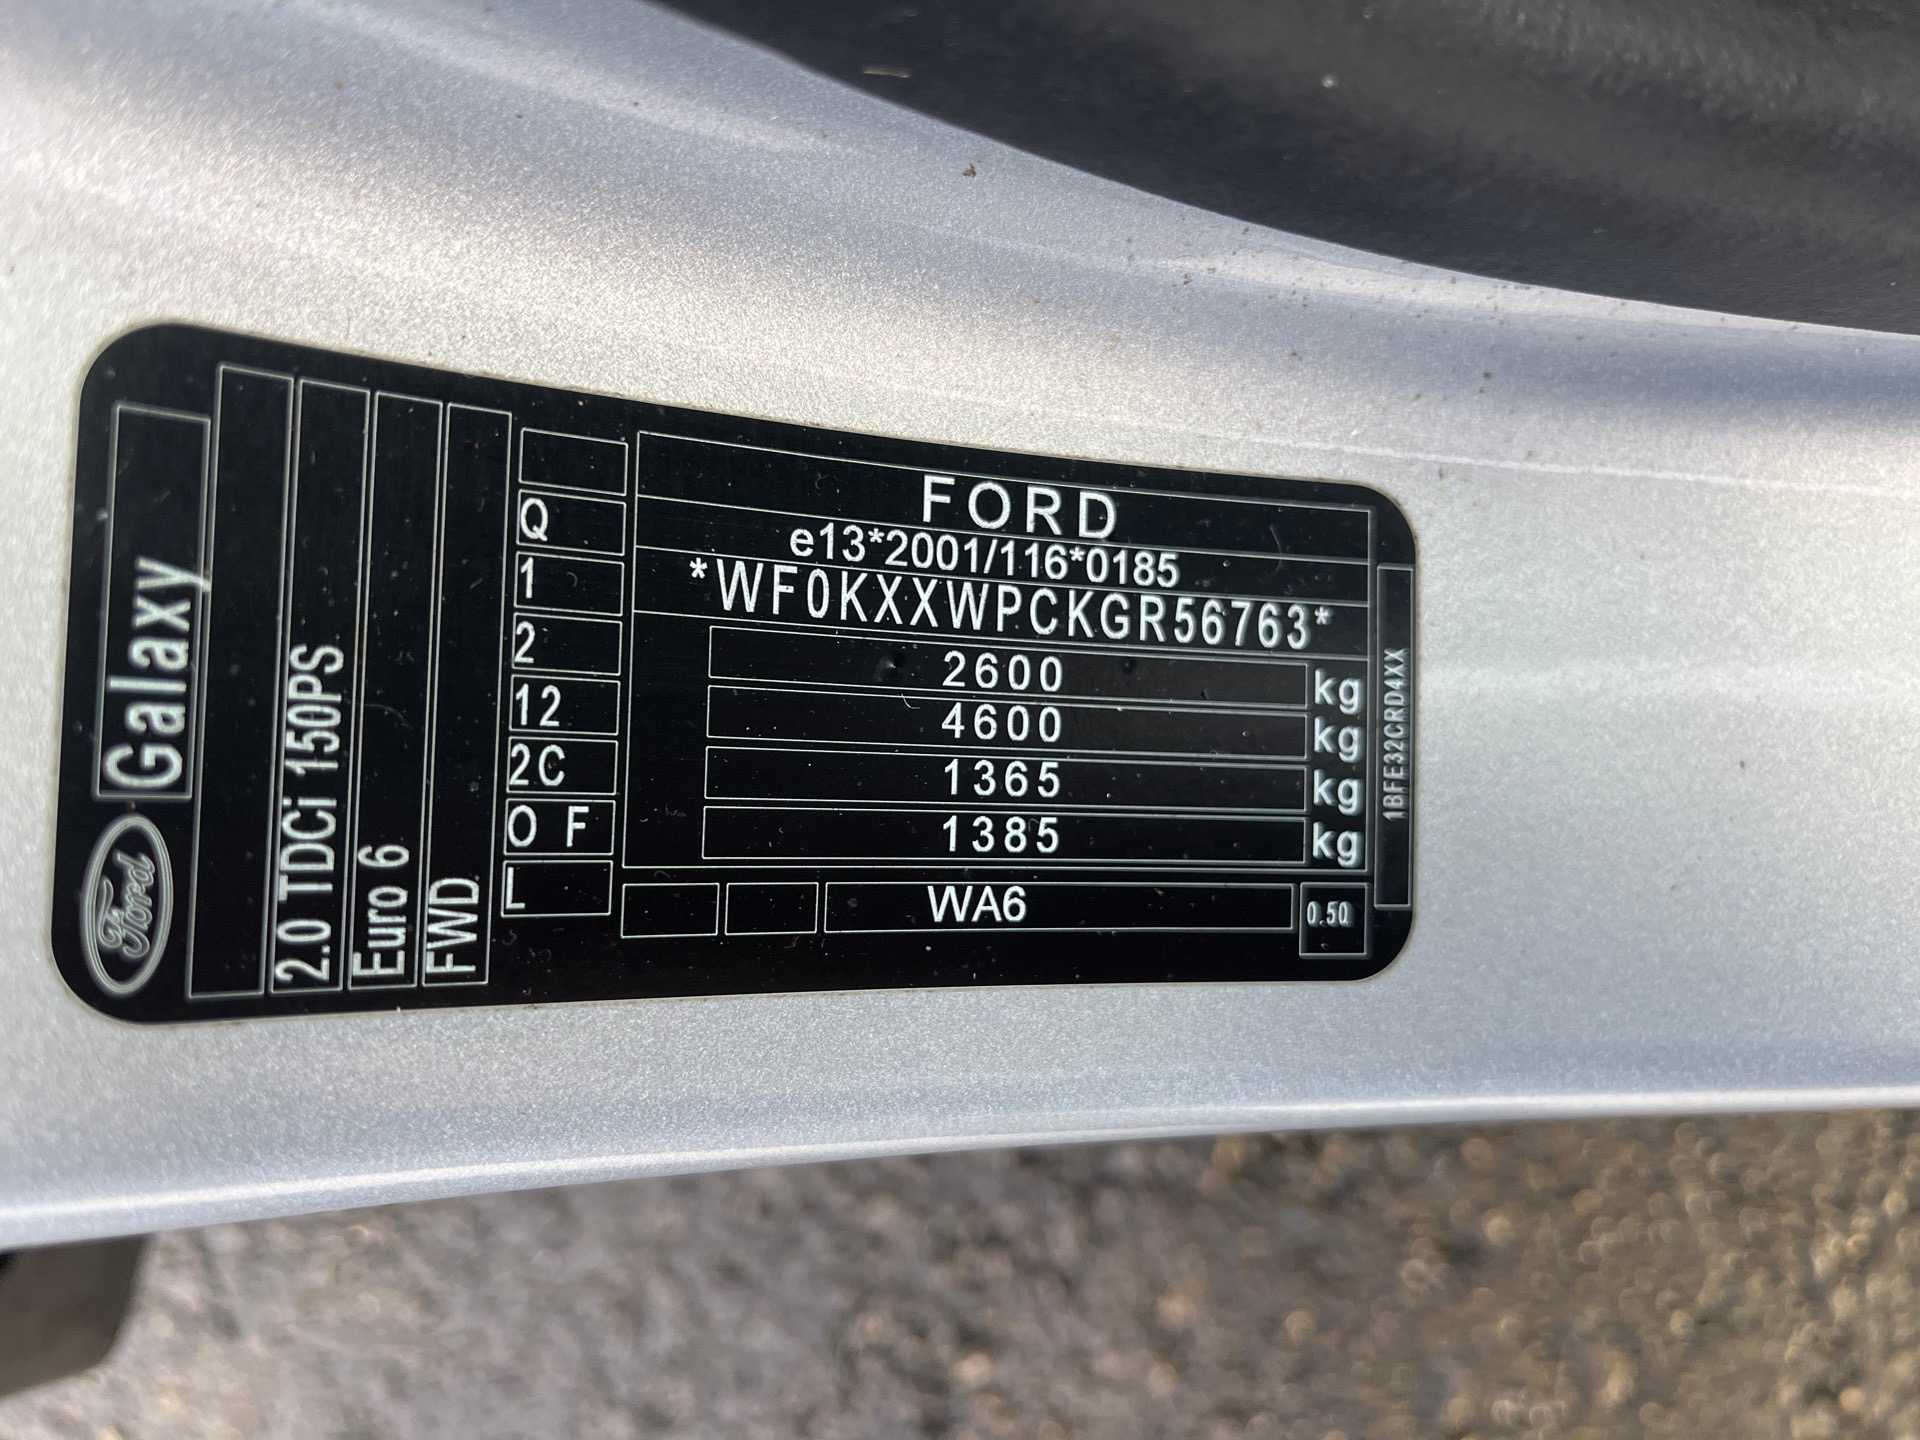 Ford
Galaxy
2.0 TDCi 150PS
Euro 6
FWD
Q
1
2
12
2C
O F
L
FORD
e13*2001/116*0185
*WF0KXXWPCKGR56763*
2600 kg
4600 kg
1365 kg
1385 kg
WA6
0.50
1BFE32CRD4XX